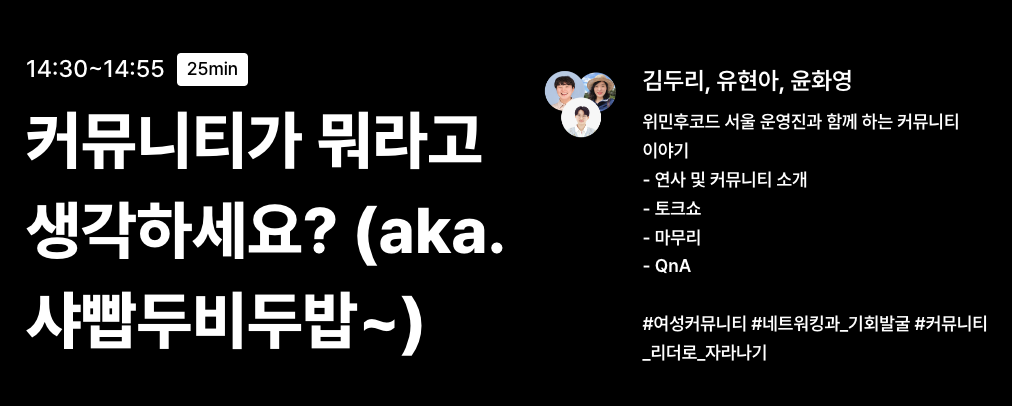 14:30~14:55 25min
커뮤니티가 뭐라고
생각하세요? (aka.
샤빱두비두밥~)
김두리, 유현아, 윤화영
위민후코드 서울 운영진과 함께 하는 커뮤니티
이야기
- 연사 및 커뮤니티 소개
- 토크쇼
- 마무리
- QnA
#여성커뮤니티 #네트워킹과_기회발굴 #커뮤니티
_리더로_자라나기